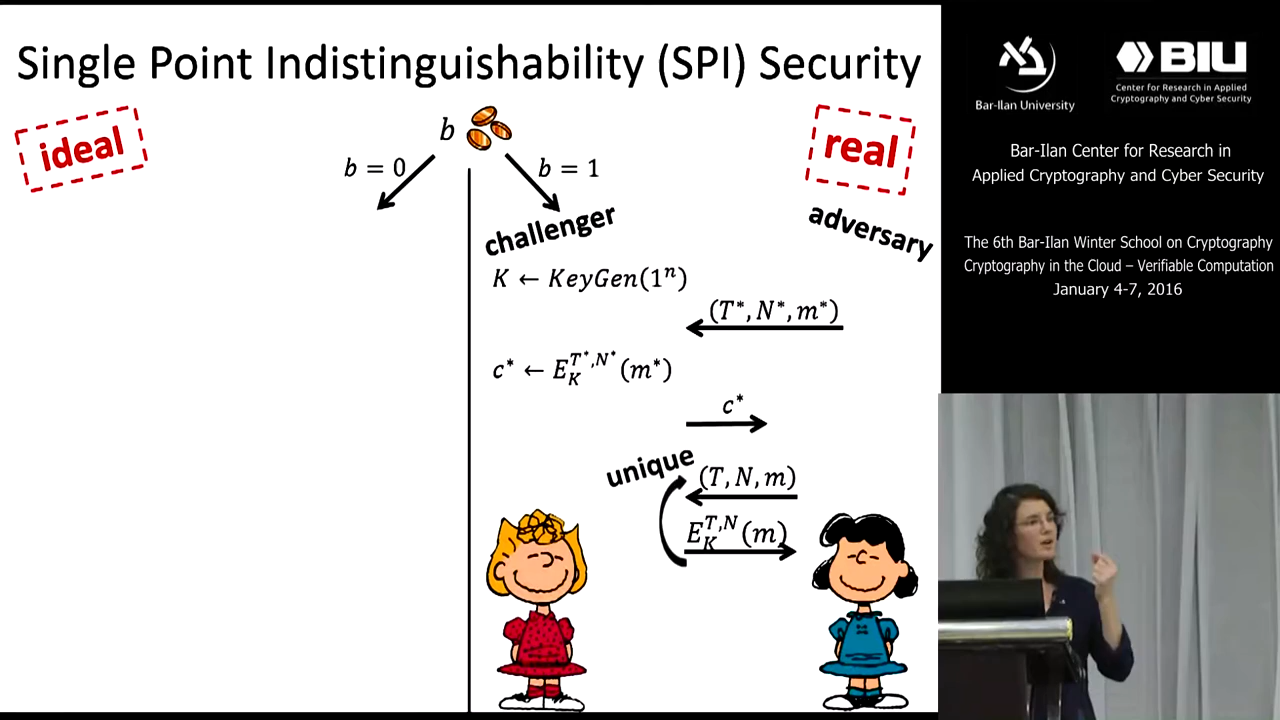 Single Point Indistinguishability (SPI) Security
ideal
b
real
b = 0
b = 1
challenger
adversary
K ← KeyGen(1ⁿ)
(T*, N*, m*)
c* ← E_K^{T*,N*}(m*)
c*
unique
(T, N, m)
E_K^{T,N}(m)
Bar-Ilan University
BIU
Center for Research in Applied
Cryptography and Cyber Security
Bar-Ilan Center for Research in
Applied Cryptography and Cyber Security
The 6th Bar-Ilan Winter School on Cryptography
Cryptography in the Cloud – Verifiable Computation
January 4-7, 2016